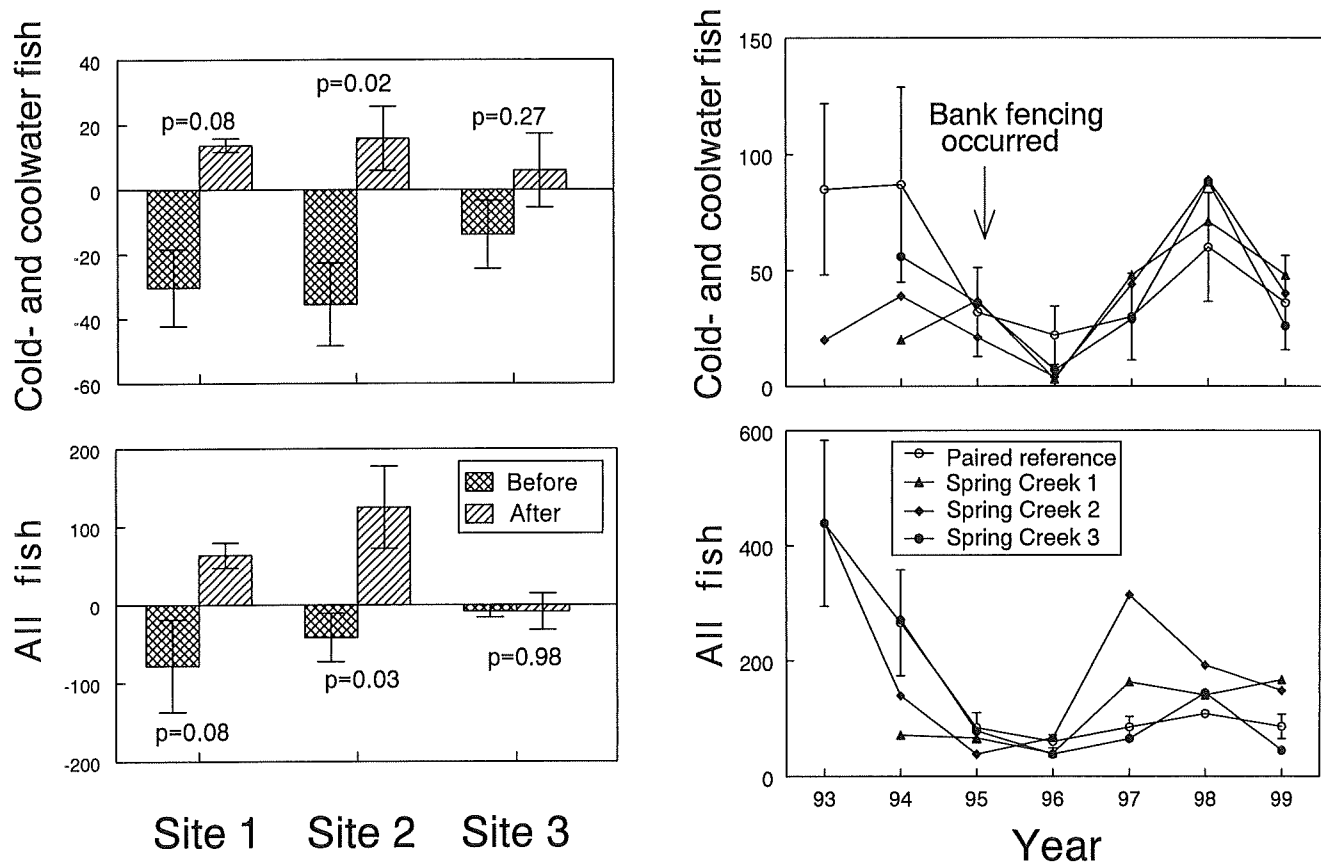 Cold- and coolwater fish
40
20
0
-20
-40
-60
p=0.08
p=0.02
p=0.27
All fish
200
100
0
-100
-200
Before
After
p=0.08
p=0.03
p=0.98
Site 1 Site 2 Site 3
Cold- and coolwater fish
150
100
50
0
Bank fencing
occurred
All fish
600
400
200
0
Paired reference
Spring Creek 1
Spring Creek 2
Spring Creek 3
93 94 95 96 97 98 99
Year